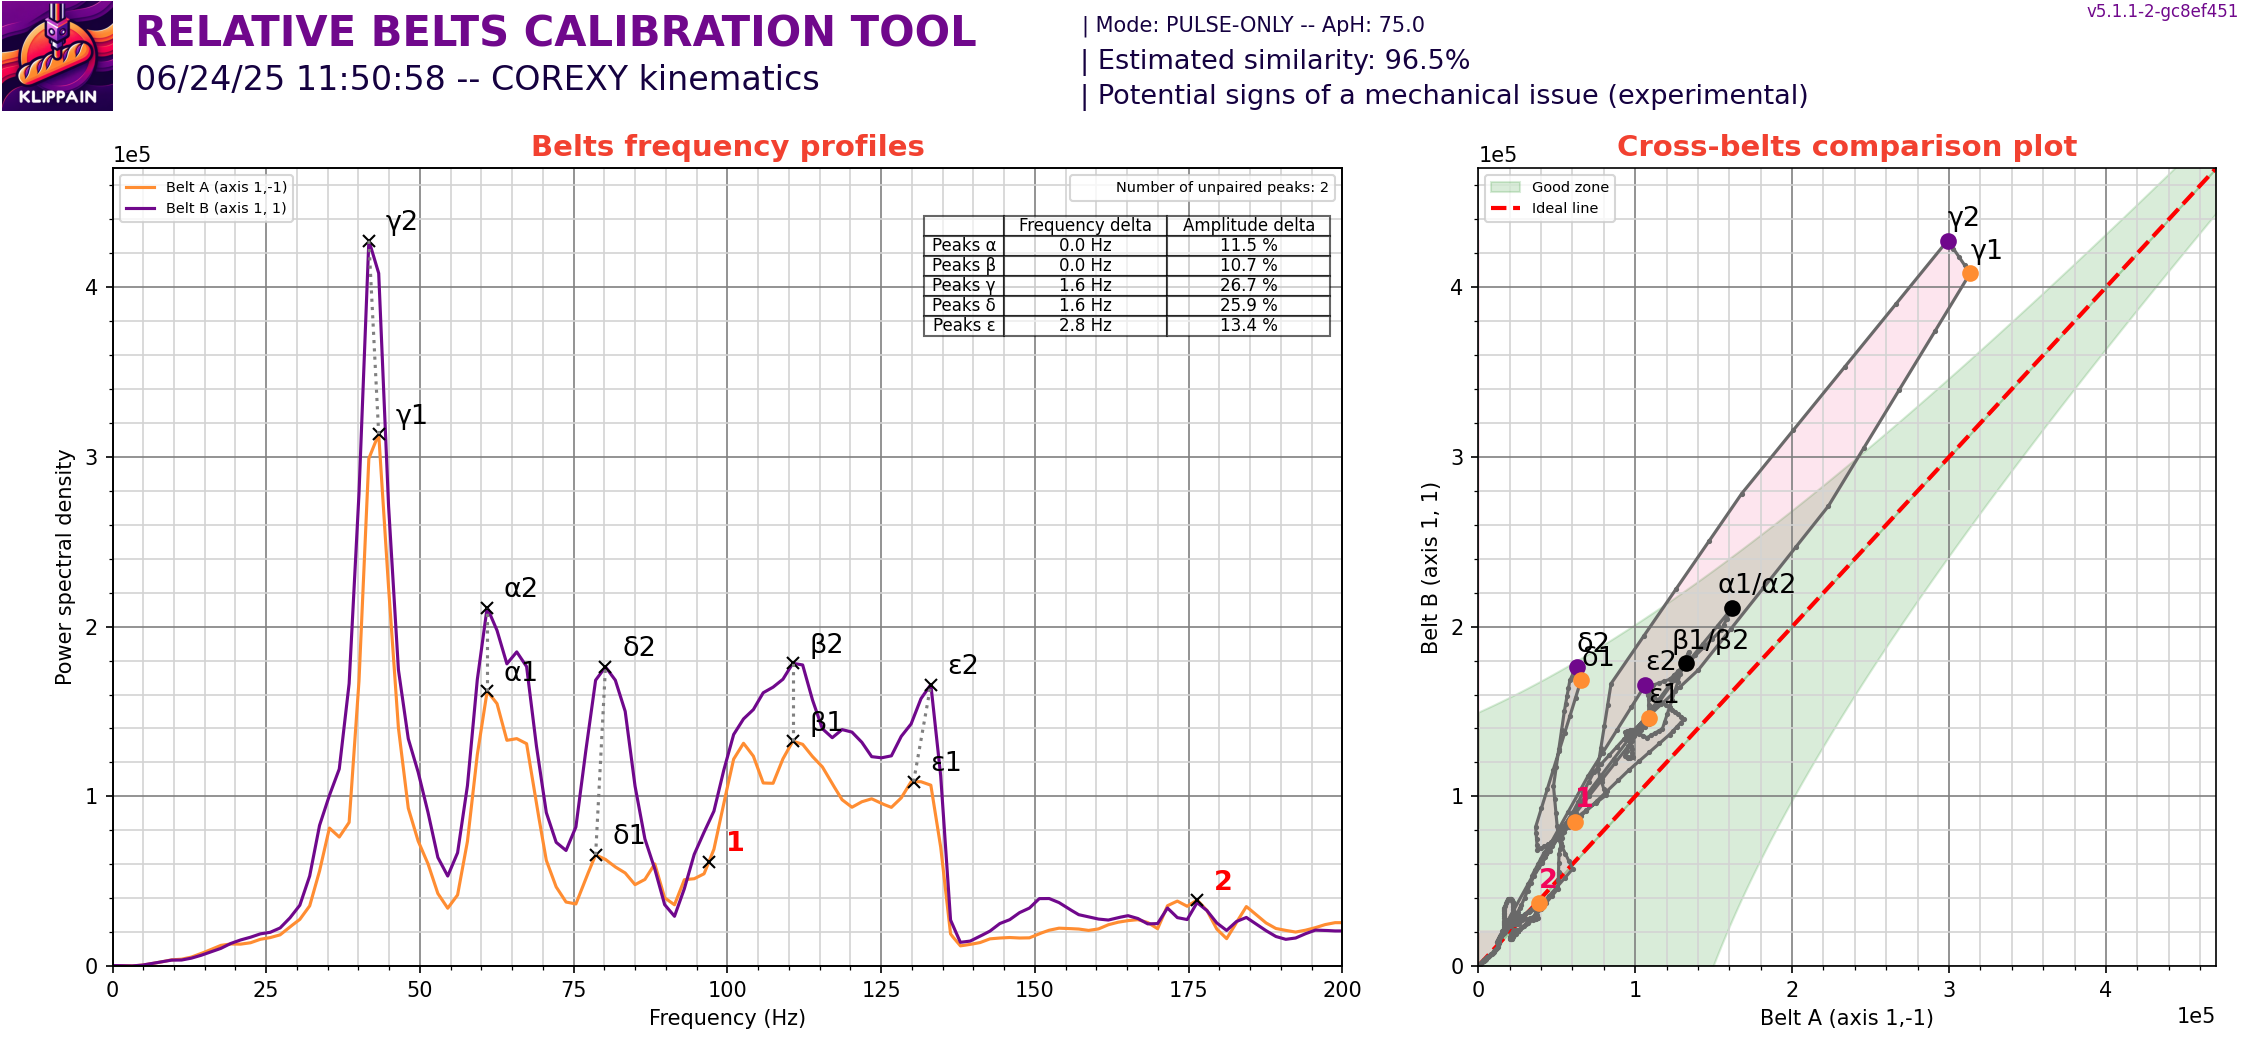 KLIPPAIN
RELATIVE BELTS CALIBRATION TOOL
06/24/25 11:50:58 -- COREXY kinematics
| Mode: PULSE-ONLY -- ApH: 75.0
| Estimated similarity: 96.5%
| Potential signs of a mechanical issue (experimental)
v5.1.1-2-gc8ef451
Belts frequency profiles
1e5
Belt A (axis 1,-1)
Belt B (axis 1, 1)
Number of unpaired peaks: 2
Frequency delta Amplitude delta
Peaks α 0.0 Hz 11.5 %
Peaks β 0.0 Hz 10.7 %
Peaks γ 1.6 Hz 26.7 %
Peaks δ 1.6 Hz 25.9 %
Peaks ε 2.8 Hz 13.4 %
γ2
γ1
α2
α1
δ2
δ1
β2
β1
ε2
ε1
1
2
Power spectral density
4
3
2
1
0
0 25 50 75 100 125 150 175 200
Frequency (Hz)
Cross-belts comparison plot
1e5
Good zone
Ideal line
γ2
γ1
α1/α2
β1/β2
δ2
δ1
ε2
ε1
1
2
Belt B (axis 1, 1)
4
3
2
1
0
0 1 2 3 4
Belt A (axis 1,-1)
1e5